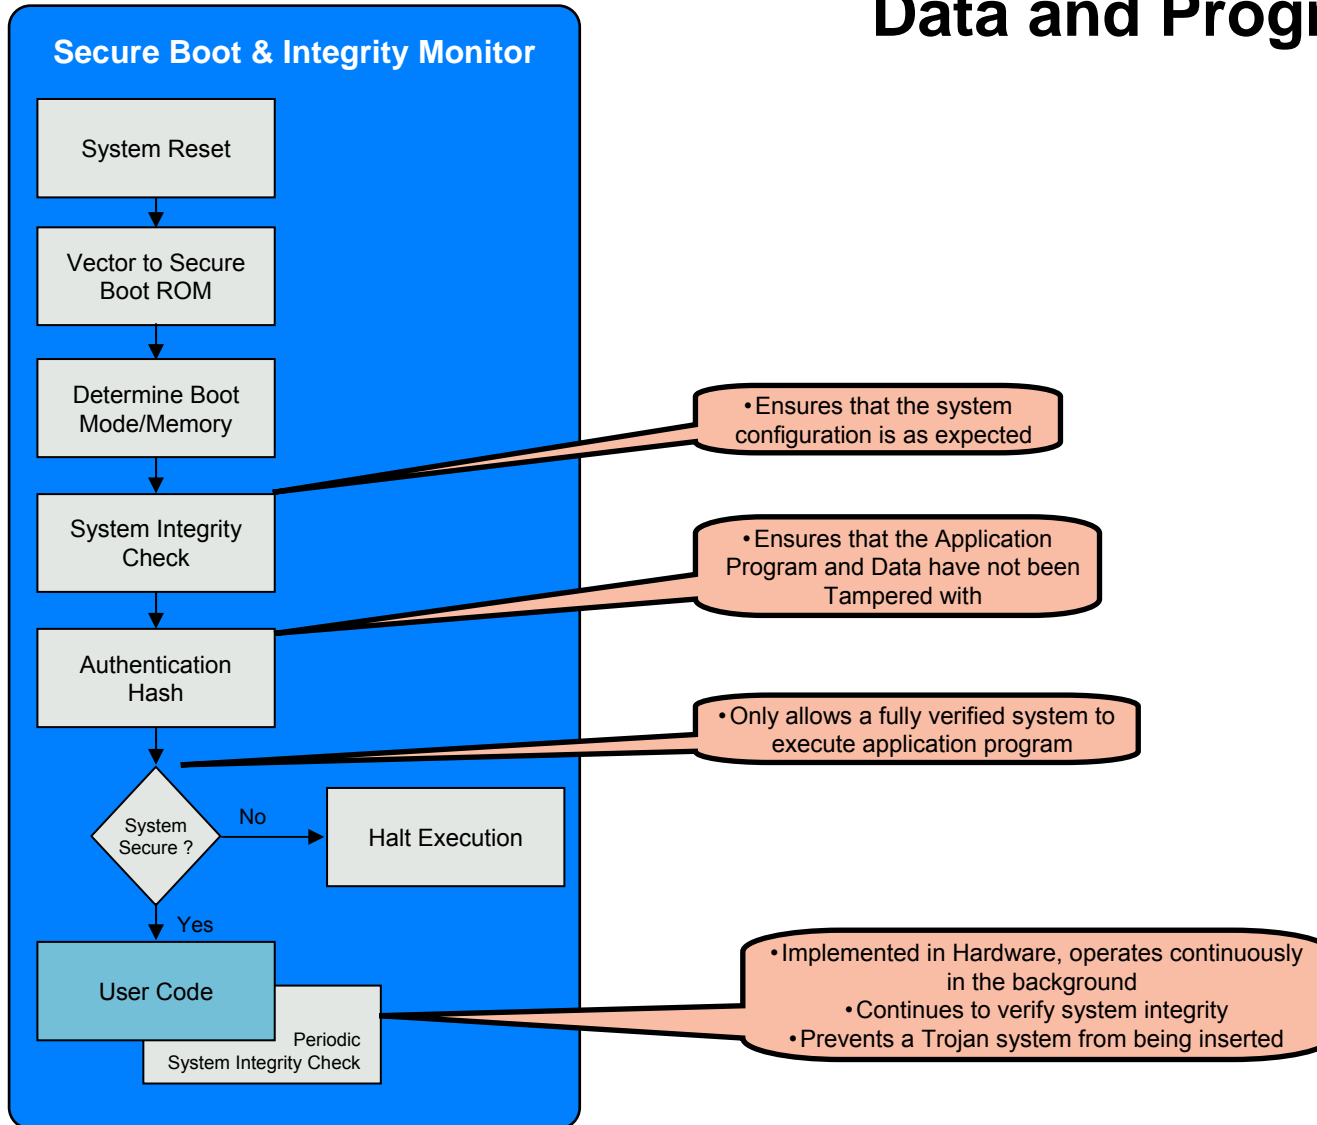 Data and Progr
Secure Boot & Integrity Monitor
System Reset
Vector to Secure
Boot ROM
Determine Boot
Mode/Memory
•Ensures that the system
configuration is as expected
System Integrity
Check
•Ensures that the Application
Program and Data have not been
Tampered with
Authentication
Hash
•Only allows a fully verified system to
execute application program
System
Secure ?
No
Halt Execution
Yes
User Code
Periodic
System Integrity Check
•Implemented in Hardware, operates continuously
in the background
•Continues to verify system integrity
•Prevents a Trojan system from being inserted